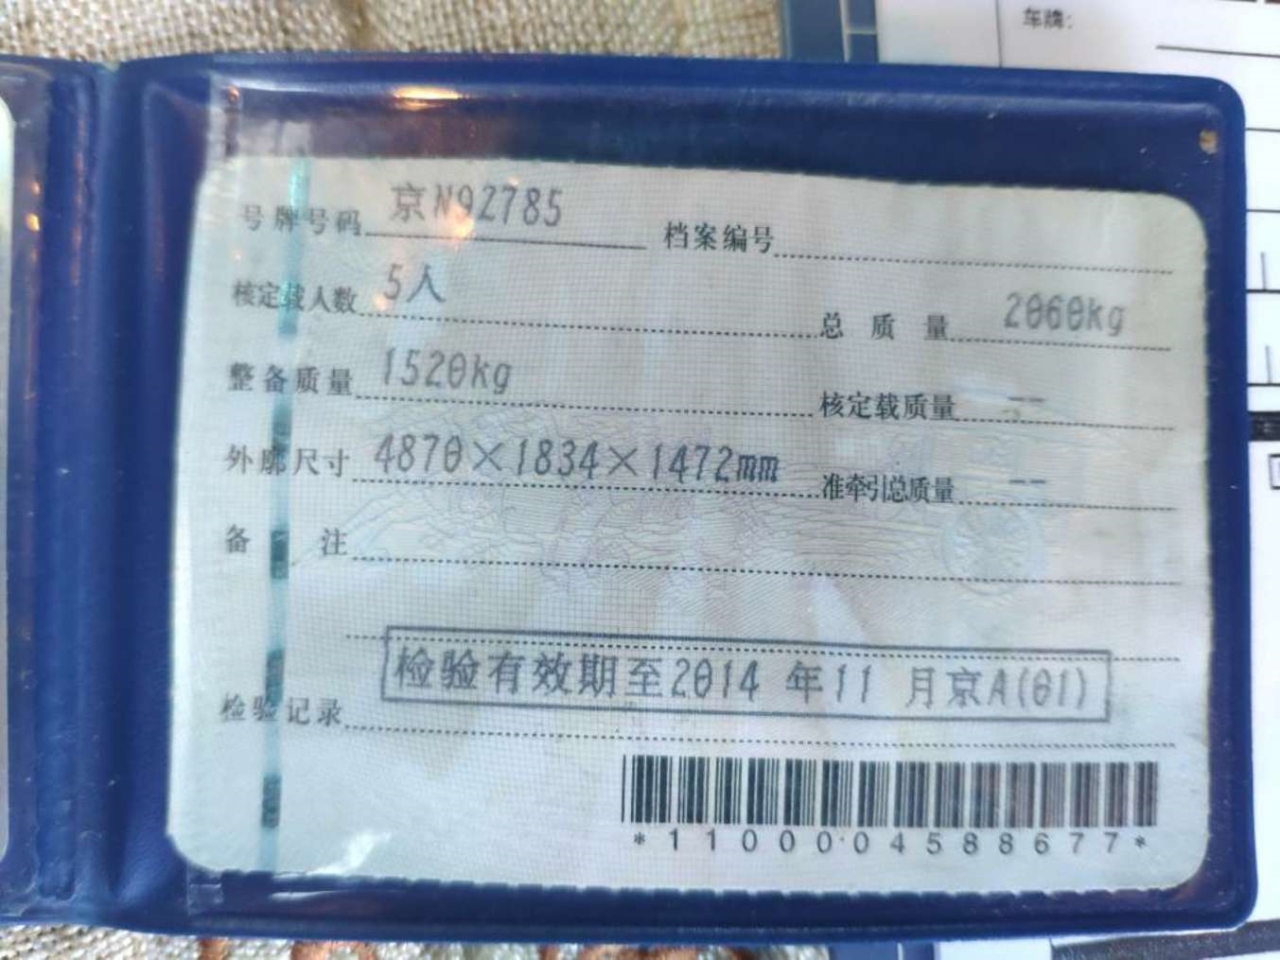 车牌：
号牌号码 京N92785 档案编号
核定载人数 5人 总质量 2060kg
整备质量 1520kg 核定载质量 --
外廓尺寸 4870×1834×1472mm 准牵引总质量 --
备注
检验有效期至2014 年11 月京A(01)
检验记录
*1100004588677*